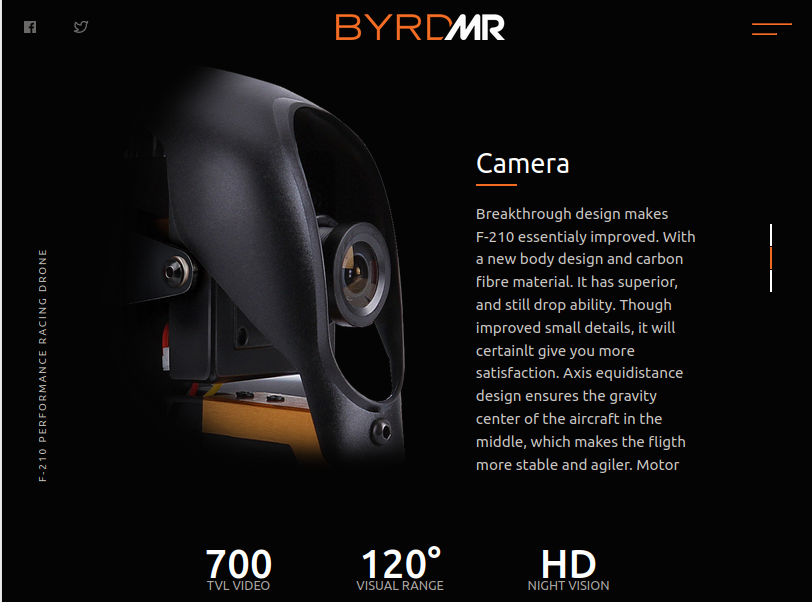 BYRDMR
Camera
Breakthrough design makes
F-210 essentialy improved. With
a new body design and carbon
fibre material. It has superior,
and still drop ability. Though
improved small details, it will
certainlt give you more
satisfaction. Axis equidistance
design ensures the gravity
center of the aircraft in the
middle, which makes the fligth
more stable and agiler. Motor
F-210 PERFORMANCE RACING DRONE
700
TVL VIDEO
120°
VISUAL RANGE
HD
NIGHT VISION